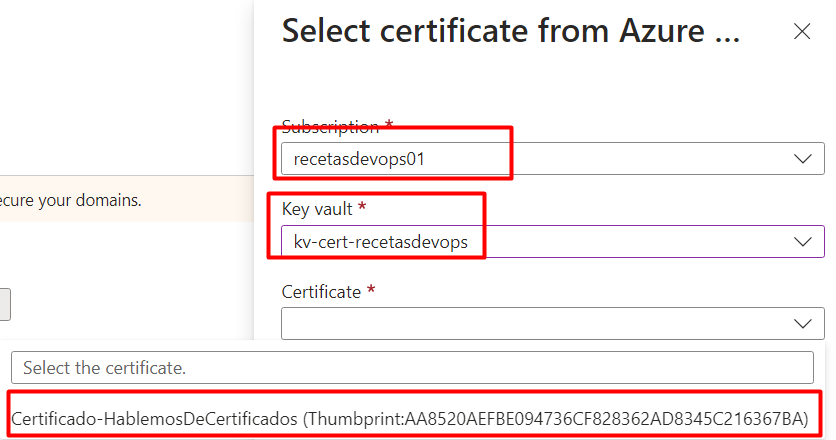 Select certificate from Azure ...
Subscription *
recetasdevops01
ecure your domains.
Key vault *
kv-cert-recetasdevops
Certificate *
Select the certificate.
Certificado-HablemosDeCertificados (Thumbprint:AA8520AEFBE094736CF828362AD8345C216367BA)